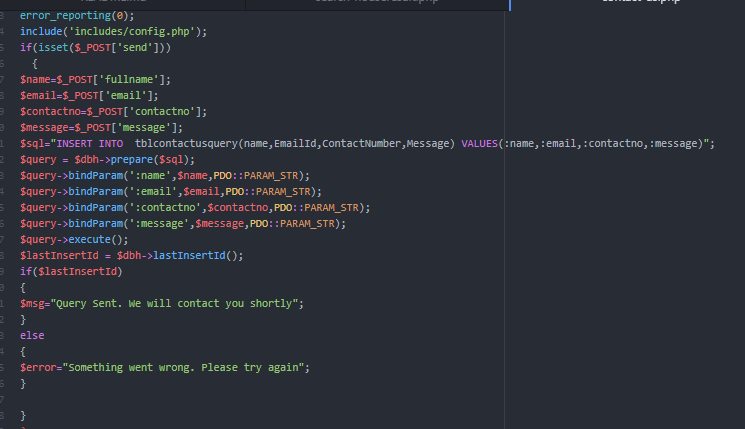 contact-us.php
error_reporting(0);
include('includes/config.php');
if(isset($_POST['send']))
{
$name=$_POST['fullname'];
$email=$_POST['email'];
$contactno=$_POST['contactno'];
$message=$_POST['message'];
$sql="INSERT INTO  tblcontactusquery(name,EmailId,ContactNumber,Message) VALUES(:name,:email,:contactno,:message)";
$query = $dbh->prepare($sql);
$query->bindParam(':name',$name,PDO::PARAM_STR);
$query->bindParam(':email',$email,PDO::PARAM_STR);
$query->bindParam(':contactno',$contactno,PDO::PARAM_STR);
$query->bindParam(':message',$message,PDO::PARAM_STR);
$query->execute();
$lastInsertId = $dbh->lastInsertId();
if($lastInsertId)
{
$msg="Query Sent. We will contact you shortly";
}
else
{
$error="Something went wrong. Please try again";
}
}